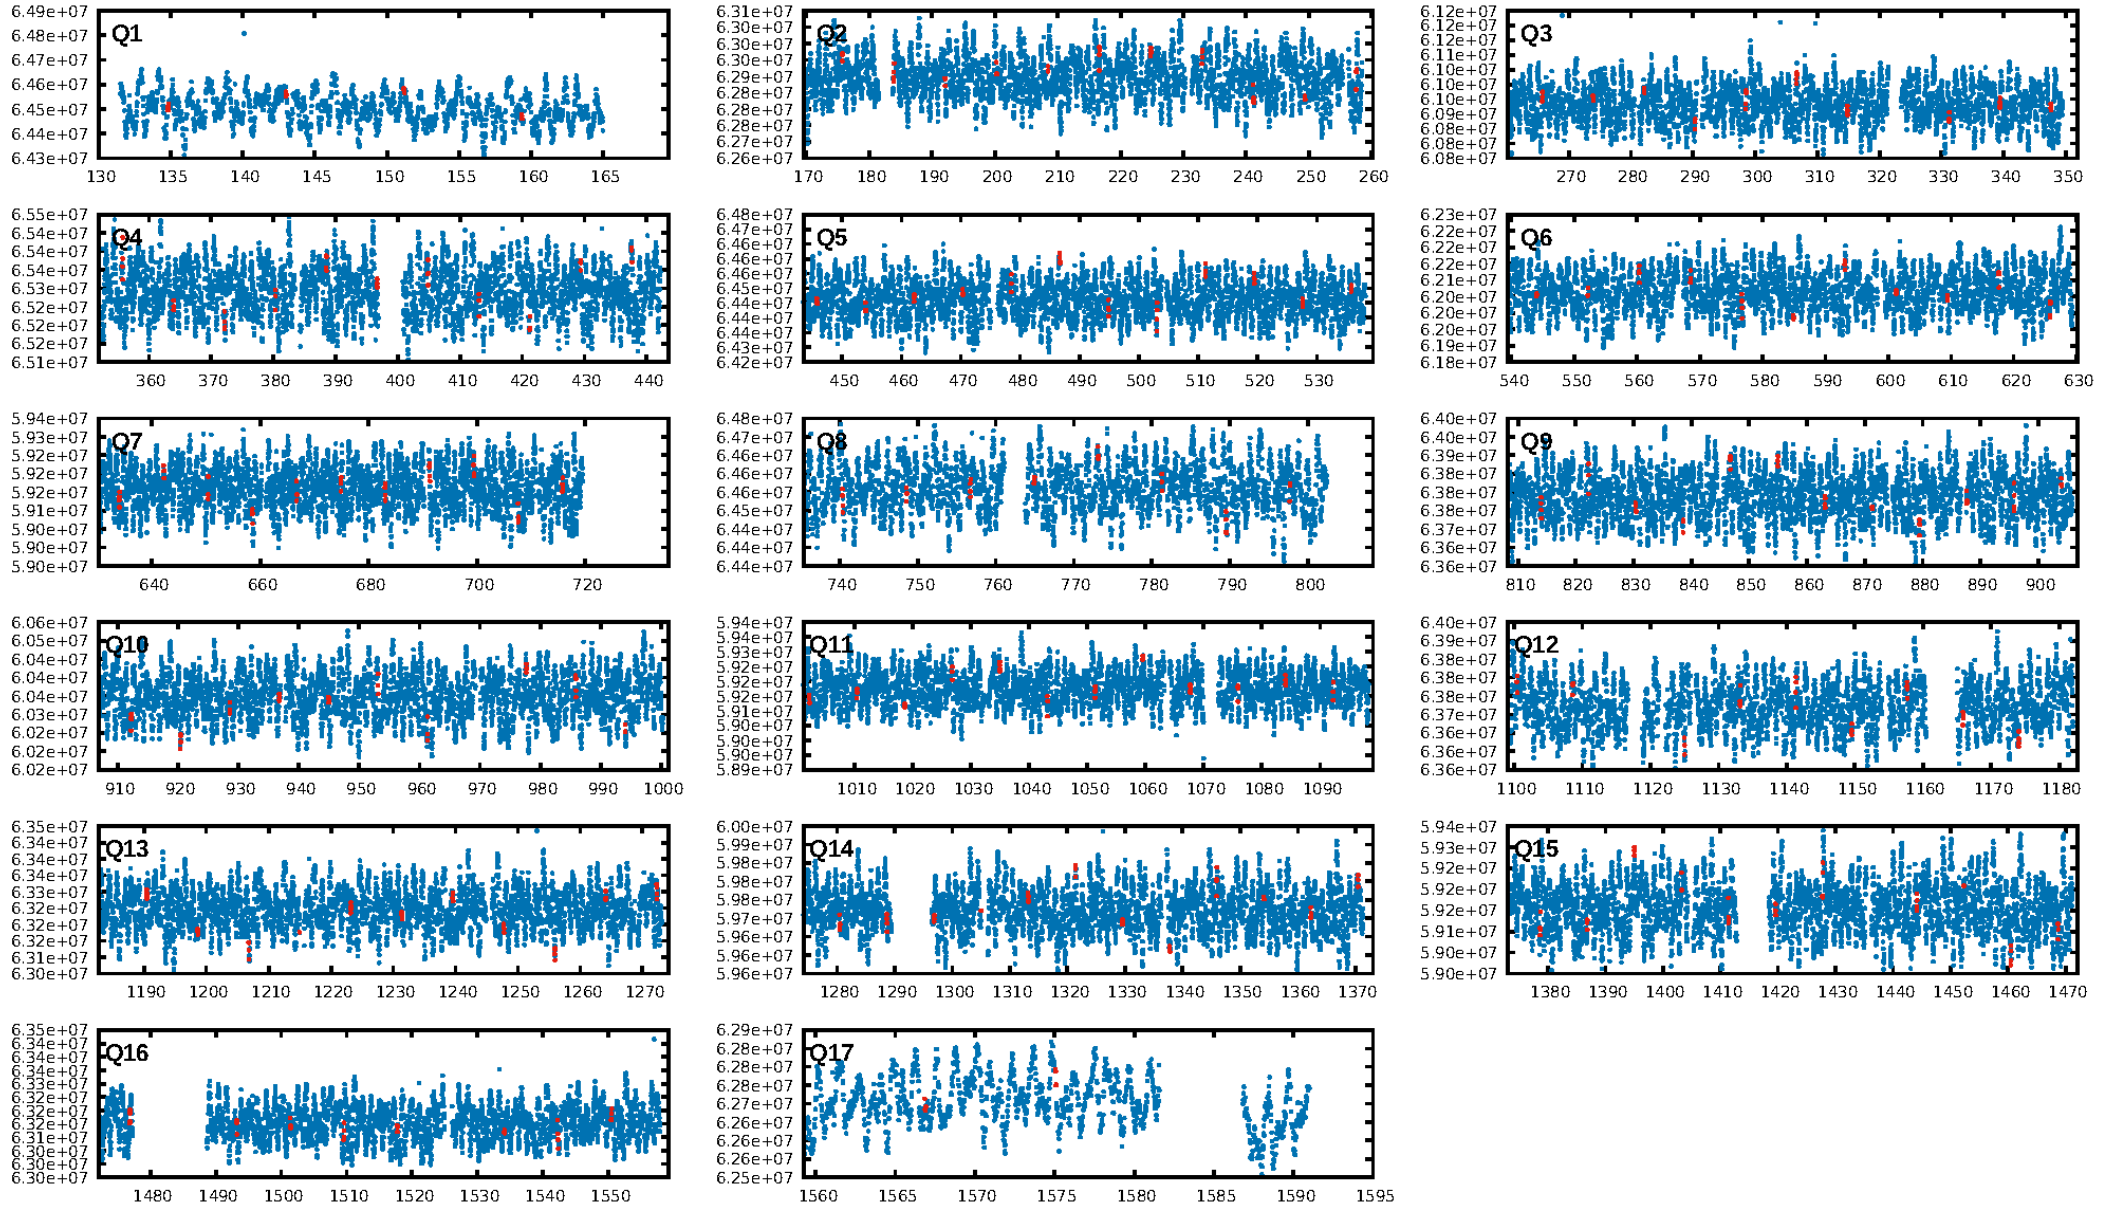 Q1
6.49e+07
6.48e+07
6.47e+07
6.46e+07
6.45e+07
6.44e+07
6.43e+07
130 135 140 145 150 155 160 165
Q2
6.31e+07
6.30e+07
6.30e+07
6.30e+07
6.29e+07
6.28e+07
6.28e+07
6.28e+07
6.27e+07
6.26e+07
170 180 190 200 210 220 230 240 250 260
Q3
6.12e+07
6.12e+07
6.12e+07
6.11e+07
6.10e+07
6.10e+07
6.10e+07
6.09e+07
6.08e+07
6.08e+07
6.08e+07
270 280 290 300 310 320 330 340 350
Q4
6.55e+07
6.54e+07
6.54e+07
6.54e+07
6.53e+07
6.52e+07
6.52e+07
6.52e+07
6.51e+07
360 370 380 390 400 410 420 430 440
Q5
6.48e+07
6.47e+07
6.46e+07
6.46e+07
6.46e+07
6.45e+07
6.44e+07
6.44e+07
6.44e+07
6.43e+07
6.42e+07
450 460 470 480 490 500 510 520 530
Q6
6.23e+07
6.22e+07
6.22e+07
6.21e+07
6.20e+07
6.20e+07
6.20e+07
6.19e+07
6.18e+07
540 550 560 570 580 590 600 610 620 630
Q7
5.94e+07
5.93e+07
5.92e+07
5.92e+07
5.92e+07
5.91e+07
5.90e+07
5.90e+07
5.90e+07
640 660 680 700 720
Q8
6.48e+07
6.47e+07
6.46e+07
6.46e+07
6.46e+07
6.45e+07
6.44e+07
6.44e+07
6.44e+07
740 750 760 770 780 790 800
Q9
6.40e+07
6.40e+07
6.39e+07
6.38e+07
6.38e+07
6.38e+07
6.37e+07
6.36e+07
6.36e+07
810 820 830 840 850 860 870 880 890 900
Q10
6.06e+07
6.05e+07
6.04e+07
6.04e+07
6.04e+07
6.03e+07
6.02e+07
6.02e+07
6.02e+07
910 920 930 940 950 960 970 980 990 1000
Q11
5.94e+07
5.94e+07
5.93e+07
5.92e+07
5.92e+07
5.92e+07
5.91e+07
5.90e+07
5.90e+07
5.90e+07
5.89e+07
1010 1020 1030 1040 1050 1060 1070 1080 1090
Q12
6.40e+07
6.39e+07
6.38e+07
6.38e+07
6.38e+07
6.37e+07
6.36e+07
6.36e+07
6.36e+07
1100 1110 1120 1130 1140 1150 1160 1170 1180
Q13
6.35e+07
6.34e+07
6.34e+07
6.34e+07
6.33e+07
6.32e+07
6.32e+07
6.32e+07
6.31e+07
6.30e+07
1190 1200 1210 1220 1230 1240 1250 1260 1270
Q14
6.00e+07
5.99e+07
5.98e+07
5.98e+07
5.98e+07
5.97e+07
5.96e+07
5.96e+07
5.96e+07
1280 1290 1300 1310 1320 1330 1340 1350 1360 1370
Q15
5.94e+07
5.93e+07
5.92e+07
5.92e+07
5.92e+07
5.91e+07
5.90e+07
5.90e+07
1380 1390 1400 1410 1420 1430 1440 1450 1460 1470
Q16
6.35e+07
6.34e+07
6.34e+07
6.34e+07
6.33e+07
6.32e+07
6.32e+07
6.32e+07
6.31e+07
6.30e+07
6.30e+07
6.30e+07
1480 1490 1500 1510 1520 1530 1540 1550
Q17
6.29e+07
6.28e+07
6.28e+07
6.28e+07
6.27e+07
6.26e+07
6.26e+07
6.26e+07
6.25e+07
1560 1565 1570 1575 1580 1585 1590 1595